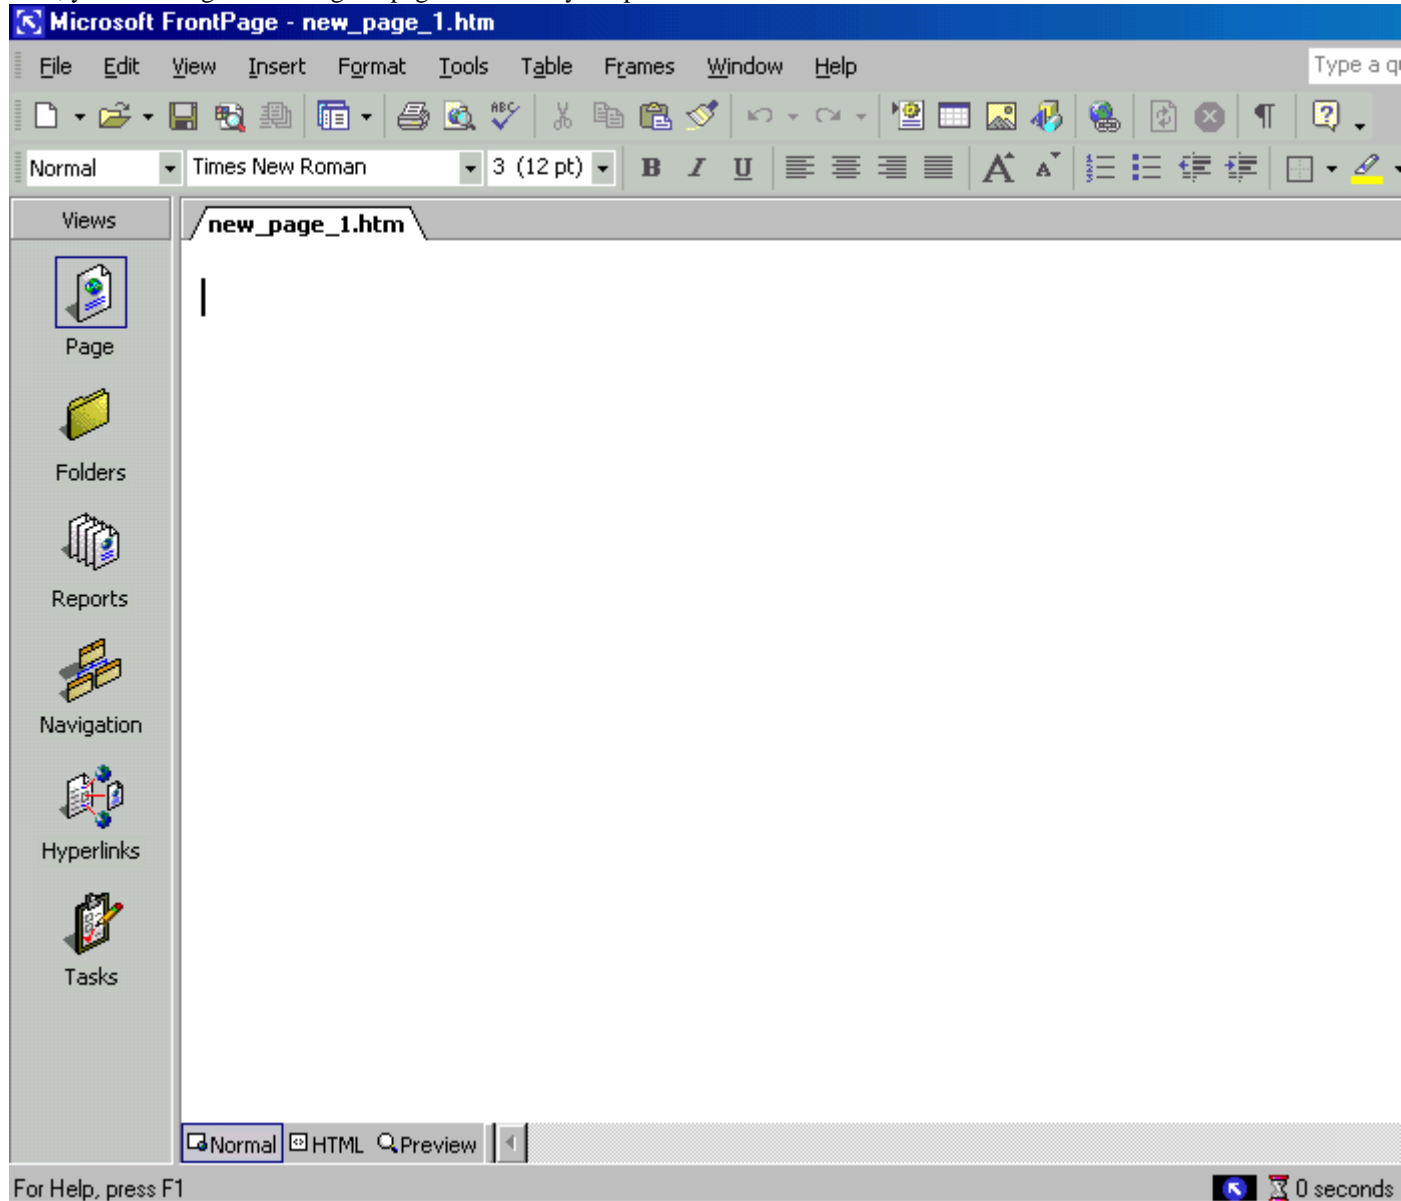 Microsoft FrontPage - new_page_1.htm
File Edit View Insert Format Tools Table Frames Window Help Type a
ABC
Normal Times New Roman 3 (12 pt) B I U A A
Views
new_page_1.htm
Page
Folders
Reports
Navigation
Hyperlinks
Tasks
Normal HTML Preview
For Help, press F1 0 seconds